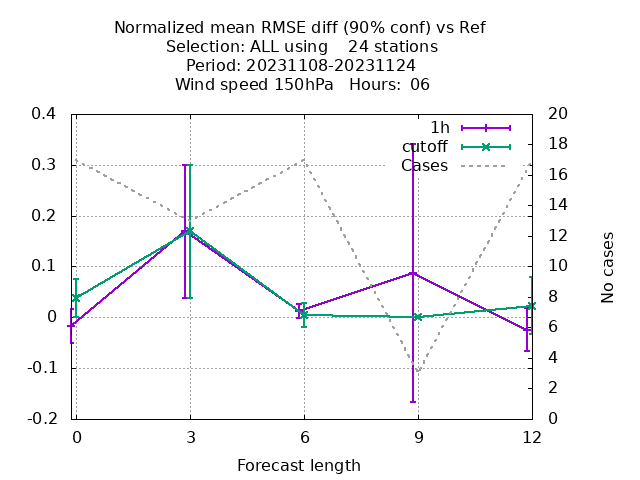 Normalized mean RMSE diff (90% conf) vs Ref
Selection: ALL using    24 stations
Period: 20231108-20231124
Wind speed 150hPa   Hours: 06
0.4
0.3
0.2
0.1
0
-0.1
-0.2
1h
cutoff
Cases
20
18
16
14
12
10
8
6
4
2
0
No cases
0 3 6 9 12
Forecast length